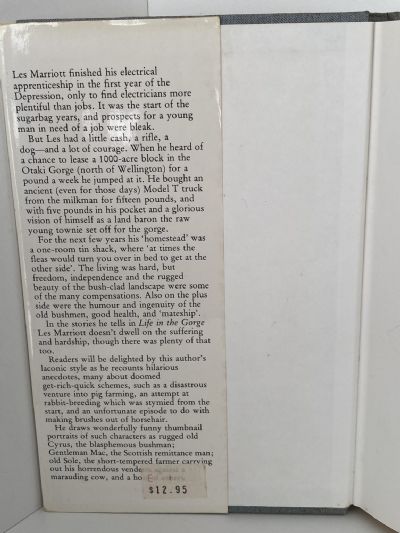 Les Marriott finished his electrical
apprenticeship in the first year of the
Depression, only to find electricians more
plentiful than jobs. It was the start of the
sugarbag years, and prospects for a young
man in need of a job were bleak.
But Les had a little cash, a rifle, a
dog—and a lot of courage. When he heard of
a chance to lease a 1000-acre block in the
Otaki Gorge (north of Wellington) for a
pound a week he jumped at it. He bought an
ancient (even for those days) Model T truck
from the milkman for fifteen pounds, and
with five pounds in his pocket and a glorious
vision of himself as a land baron the raw
young townie set off for the gorge.
For the next few years his 'homestead' was
a one-room tin shack, where 'at times the
fleas would turn you over in bed to get at the
other side'. The living was hard, but
freedom, independence and the rugged
beauty of the bush-clad landscape were some
of the many compensations. Also on the plus
side were the humour and ingenuity of the
old bushmen, good health, and 'mateship'.
In the stories he tells in Life in the Gorge
Les Marriott doesn't dwell on the suffering
and hardship, though there was plenty of that
too.
Readers will be delighted by this author's
laconic style as he recounts hilarious
anecdotes, many about doomed
get-rich-quick schemes, such as a disastrous
venture into pig farming, an attempt at
rabbit-breeding which was stymied from the
start, and an unfortunate episode to do with
making brushes out of horsehair.
He draws wonderfully funny thumbnail
portraits of such characters as rugged old
Cyrus, the blasphemous bushman;
Gentleman Mac, the Scottish remittance man;
old Sole, the short-tempered farmer carrying
out his horrendous
marauding cow, and a
$12.95